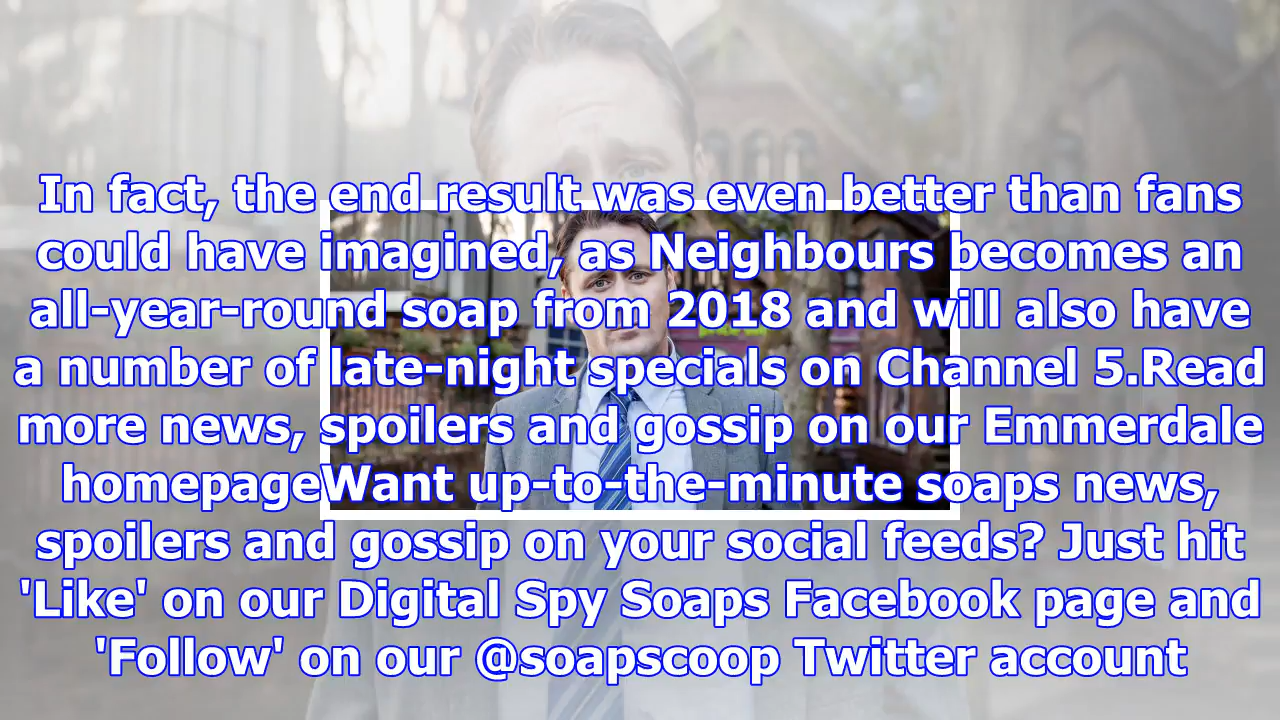 In fact, the end result was even better than fans
could have imagined, as Neighbours becomes an
all-year-round soap from 2018 and will also have
a number of late-night specials on Channel 5.Read
more news, spoilers and gossip on our Emmerdale
homepageWant up-to-the-minute soaps news,
spoilers and gossip on your social feeds? Just hit
'Like' on our Digital Spy Soaps Facebook page and
'Follow' on our @soapscoop Twitter account